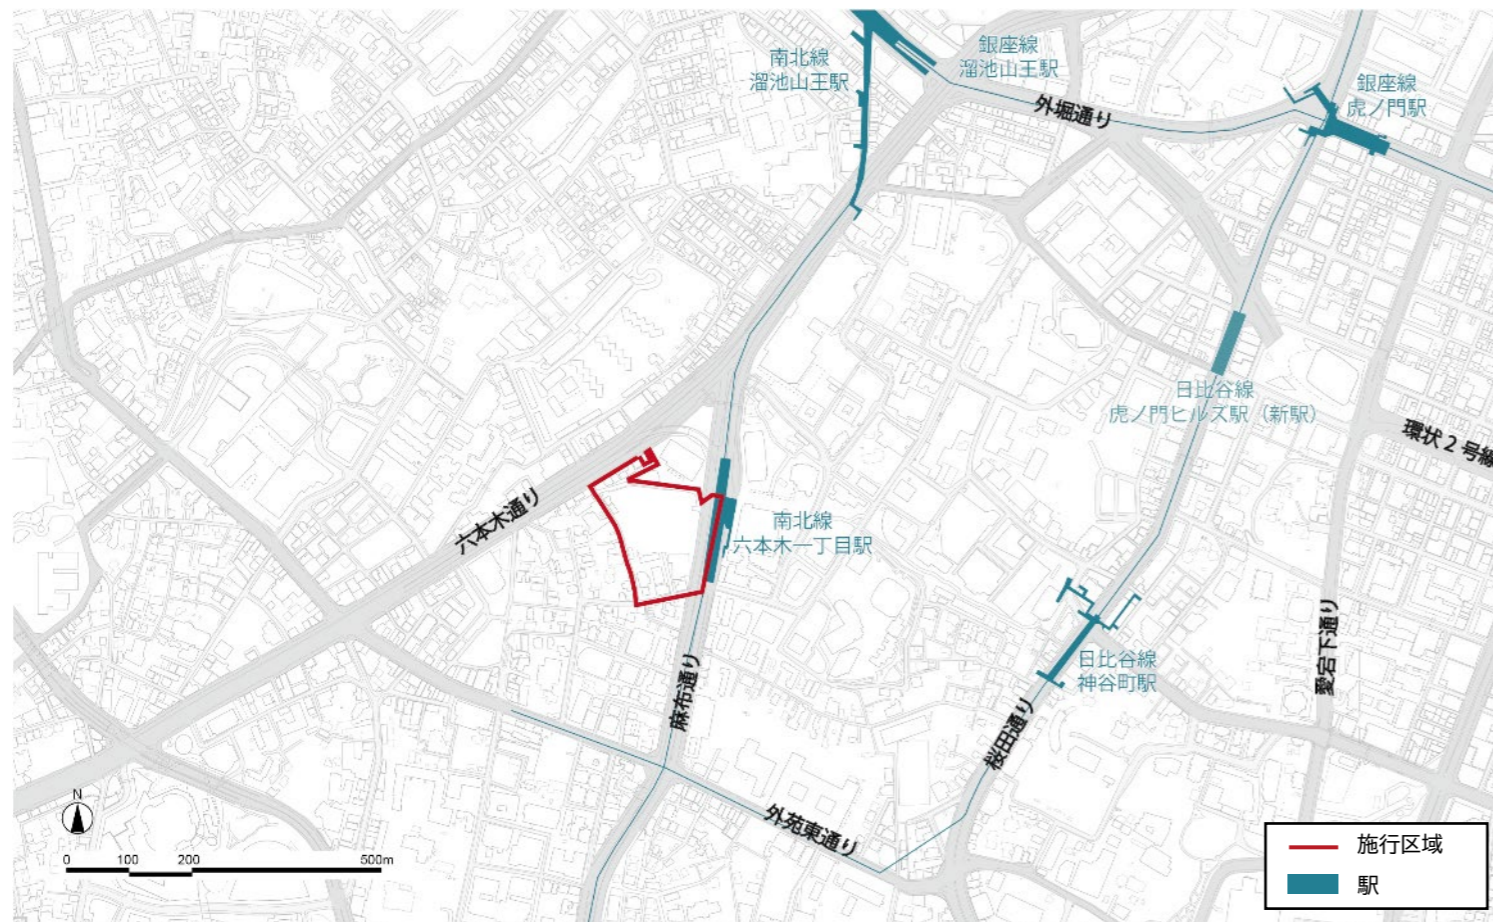 南北線
溜池山王駅
銀座線
溜池山王駅
外堀通り
銀座線
虎ノ門駅
日比谷線
虎ノ門ヒルズ駅（新駅）
環状２号線
六本木通り
南北線
六本木一丁目駅
麻布通り
日比谷線
神谷町駅
愛宕下通り
桜田通り
外苑東通り
N
0 100 200 500m
施行区域
駅